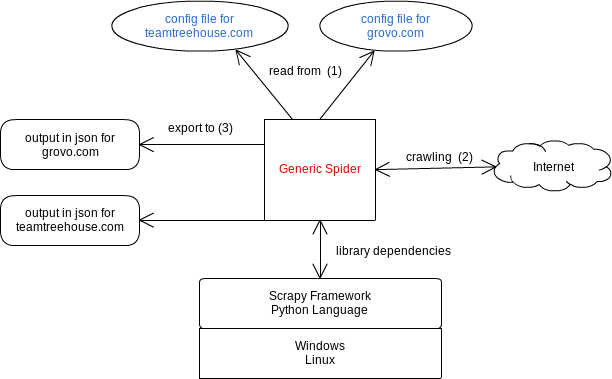 config file for
teamtreehouse.com
config file for
grovo.com
read from (1)
export to (3)
output in json for
grovo.com
Generic Spider
crawling (2)
Internet
output in json for
teamtreehouse.com
library dependencies
Scrapy Framework
Python Language
Windows
Linux